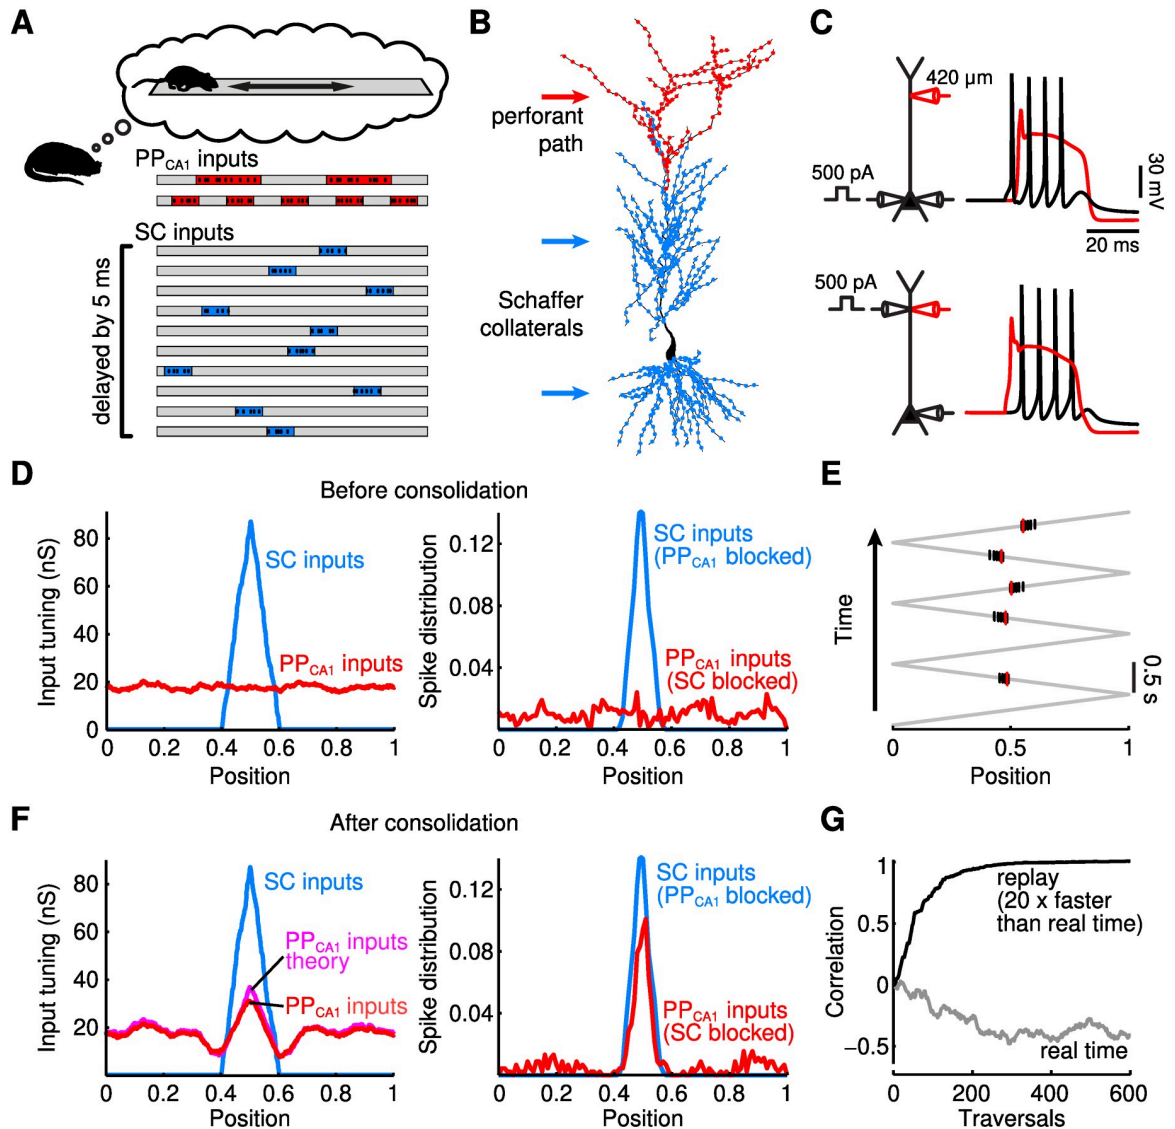 A
PPCA1 inputs
SC inputs
delayed by 5 ms
B
perforant
path
Schaffer
collaterals
C
420 µm
500 pA
30 mV
20 ms
500 pA
D
Before consolidation
Input tuning (nS)
80
60
40
20
0
SC inputs
PPCA1 inputs
0 0.2 0.4 0.6 0.8 1
Position
Spike distribution
0.12
0.08
0.04
SC inputs
(PPCA1 blocked)
PPCA1 inputs
(SC blocked)
0 0.2 0.4 0.6 0.8 1
Position
E
Time
0.5 s
0 0.5 1
Position
F
After consolidation
Input tuning (nS)
80
60
40
20
SC inputs
PPCA1 inputs
theory
PPCA1 inputs
0 0.2 0.4 0.6 0.8 1
Position
Spike distribution
0.12
0.08
0.04
SC inputs
(PPCA1 blocked)
PPCA1 inputs
(SC blocked)
0 0.2 0.4 0.6 0.8 1
Position
G
Correlation
1
0.5
0
−0.5
replay
(20 x faster
than real time)
real time
0 200 400 600
Traversals